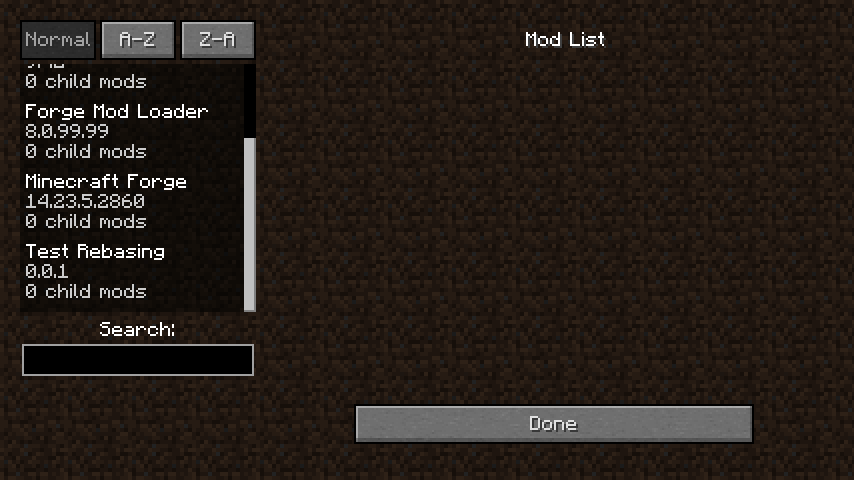 Normal
A-Z
Z-A
Mod List
0 child mods
Forge Mod Loader
8.0.99.99
0 child mods
Minecraft Forge
14.23.5.2860
0 child mods
Test Rebasing
0.0.1
0 child mods
Search:
Done